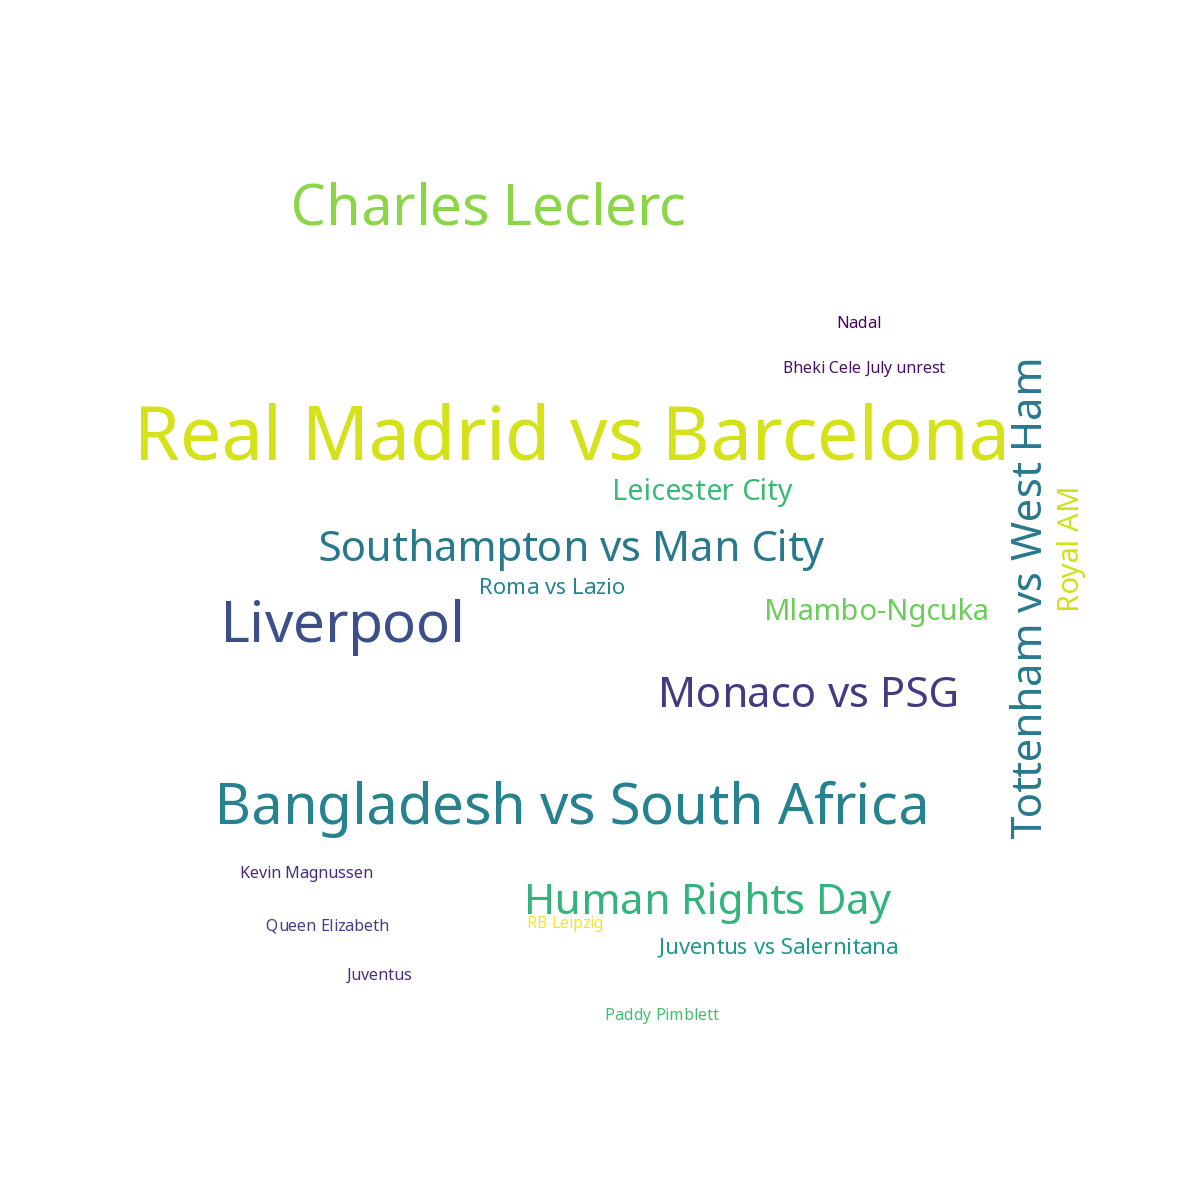 Charles Leclerc
Nadal
Bheki Cele July unrest
Real Madrid vs Barcelona
Tottenham vs West Ham
Royal AM
Leicester City
Southampton vs Man City
Roma vs Lazio
Liverpool
Mlambo-Ngcuka
Monaco vs PSG
Bangladesh vs South Africa
Kevin Magnussen
Human Rights Day
Queen Elizabeth
RB Leipzig
Juventus vs Salernitana
Juventus
Paddy Pimblett